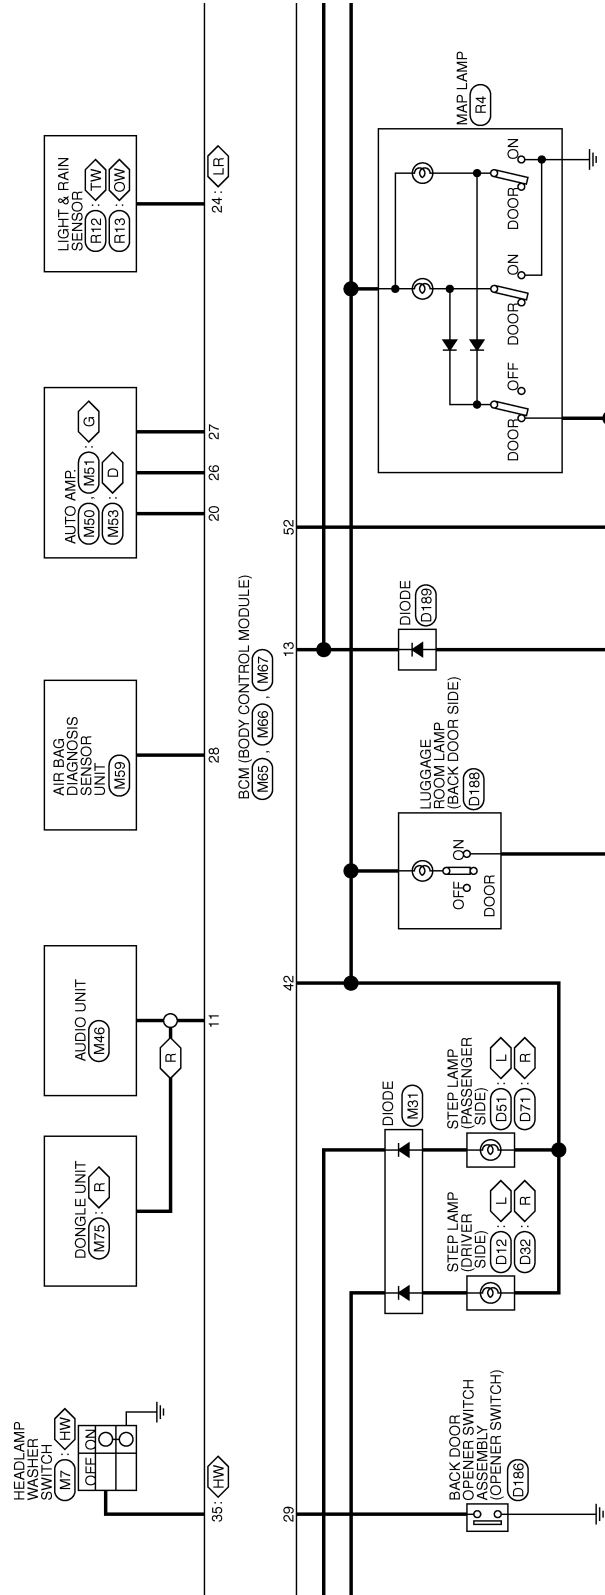 HEADLAMP
WASHER
SWITCH
M7 : HW
OFF ON
35: HW
DONGLE UNIT
M75 : R
R
AUDIO UNIT
M46
11
AIR BAG
DIAGNOSIS
SENSOR
UNIT
M59
28
AUTO AMP.
M50 , M51 : G
M53 : D
20
26
27
LIGHT & RAIN
SENSOR
R12 : TW
R13 : OW
24: LR
BCM (BODY CONTROL MODULE)
M65 , M66 , M67
29
42
13
52
BACK DOOR
OPENER SWITCH
ASSEMBLY
(OPENER SWITCH)
D186
DIODE
M31
STEP LAMP
(DRIVER
SIDE)
D12 : L
D32 : R
STEP LAMP
(PASSENGER
SIDE)
D51 : L
D71 : R
LUGGAGE
ROOM LAMP
(BACK DOOR SIDE)
D188
OFF ON
DOOR
DIODE
D189
MAP LAMP
R4
DOOR OFF
DOOR ON
DOOR ON